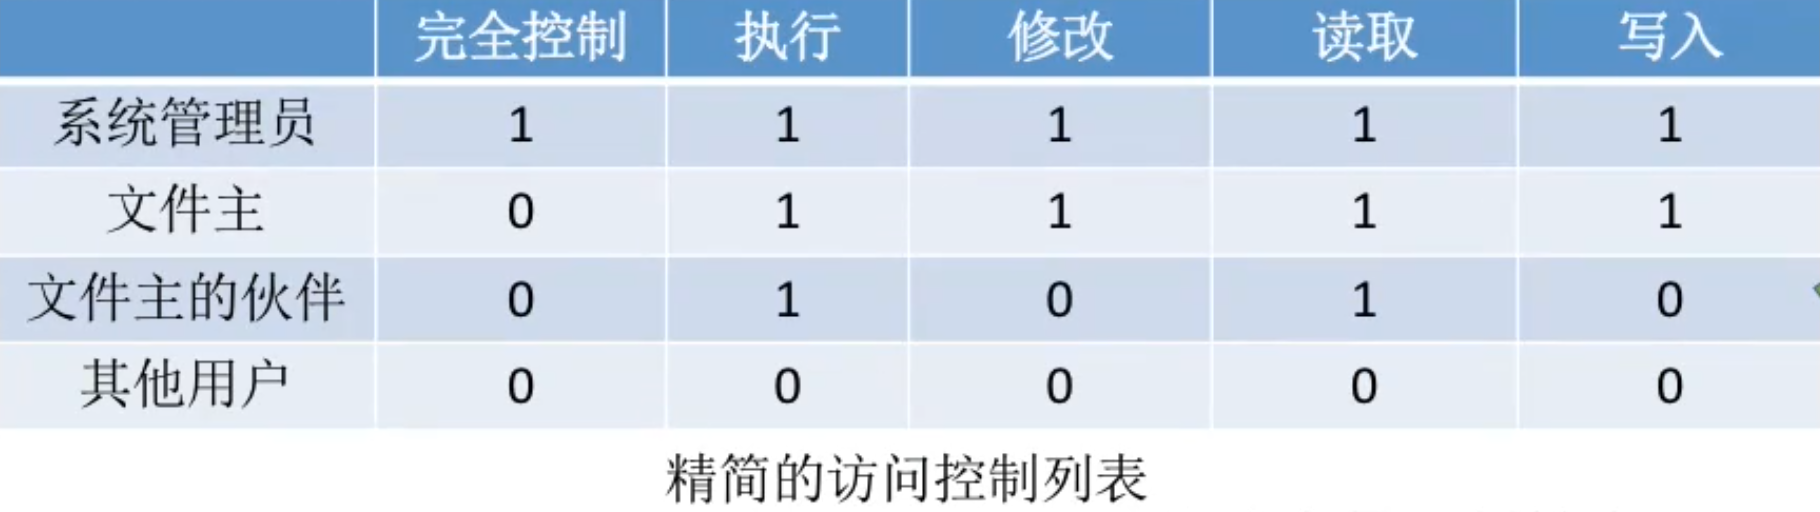 完全控制 执行 修改 读取 写入
系统管理员 1 1 1 1 1
文件主 0 1 1 1 1
文件主的伙伴 0 1 0 1 0
其他用户 0 0 0 0 0
精简的访问控制列表